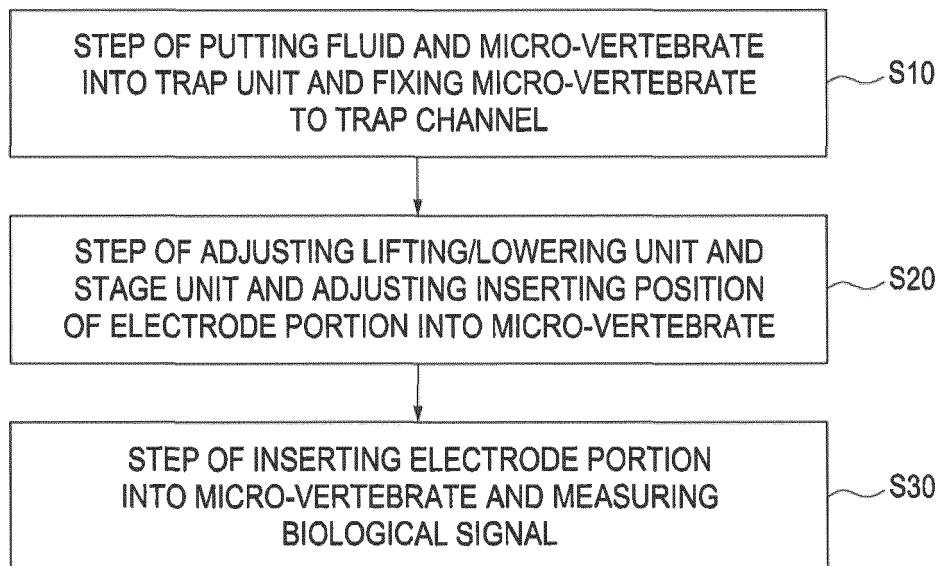 STEP OF PUTTING FLUID AND MICRO-VERTEBRATE
INTO TRAP UNIT AND FIXING MICRO-VERTEBRATE
TO TRAP CHANNEL
S10
STEP OF ADJUSTING LIFTING/LOWERING UNIT AND
STAGE UNIT AND ADJUSTING INSERTING POSITION
OF ELECTRODE PORTION INTO MICRO-VERTEBRATE
S20
STEP OF INSERTING ELECTRODE PORTION
INTO MICRO-VERTEBRATE AND MEASURING
BIOLOGICAL SIGNAL
S30